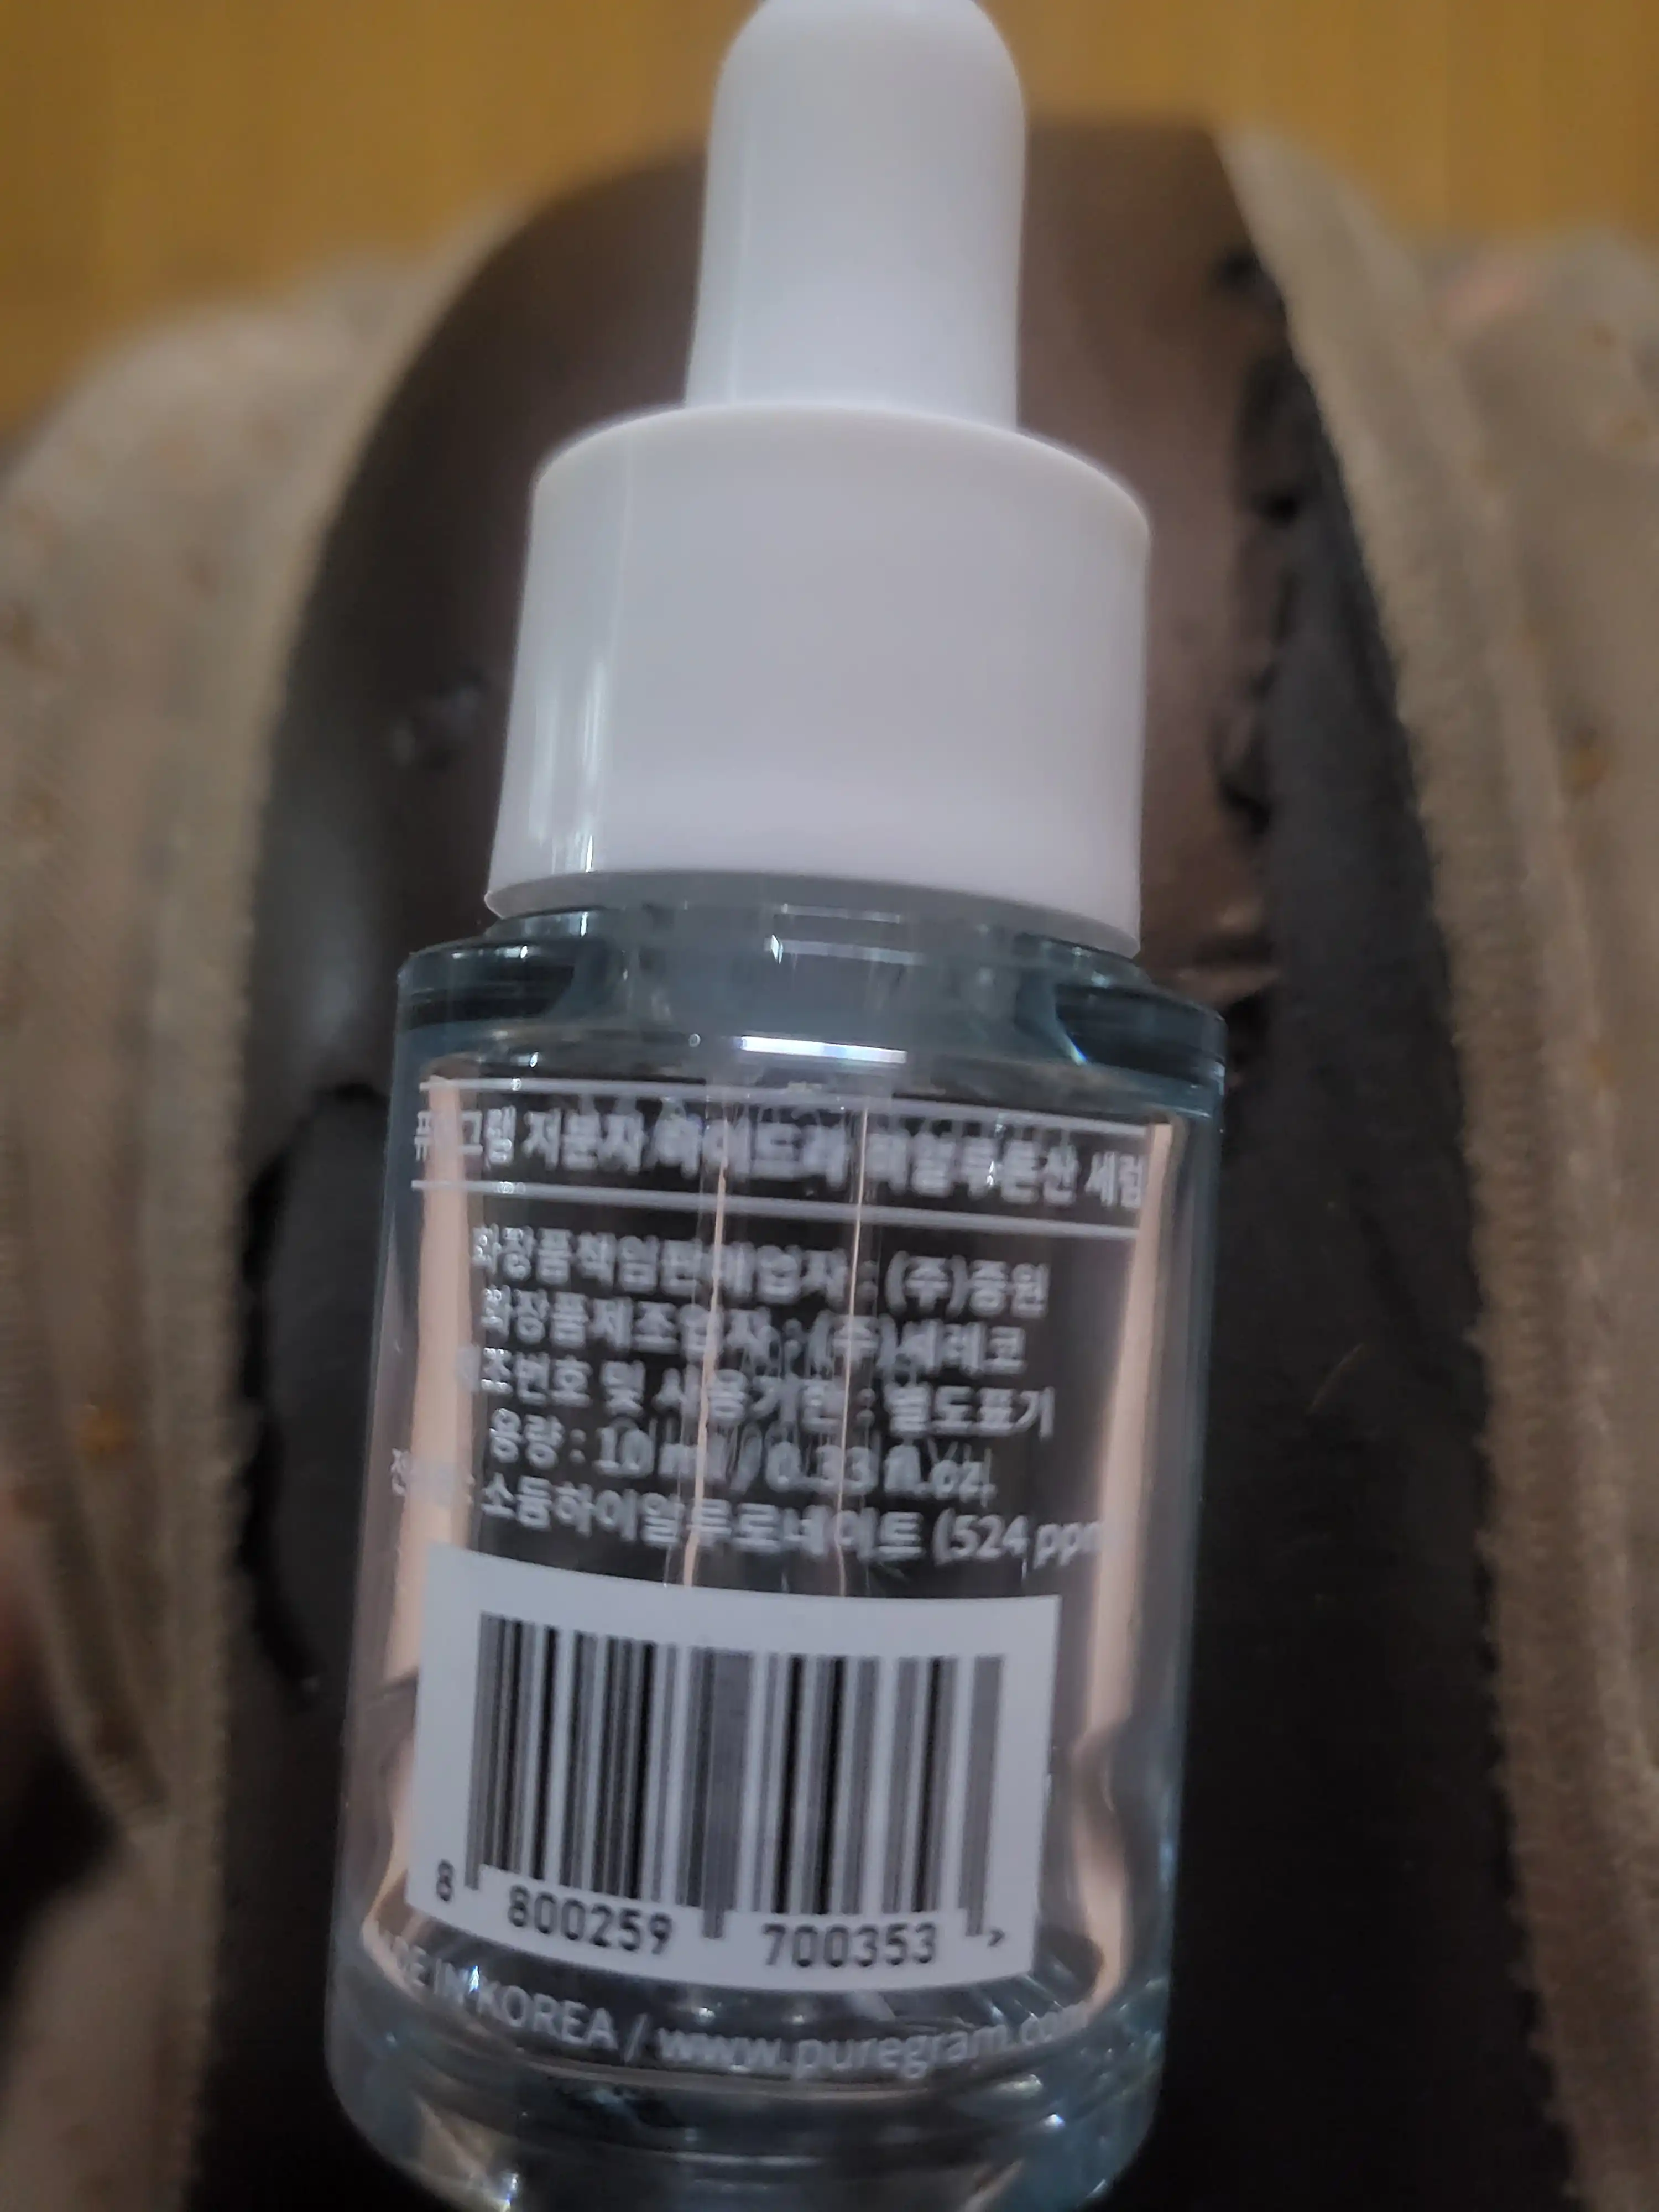 퓨어그램 저분자 하이드라 히알루론산 세럼
화장품책임판매업자 : (주)중원
화장품제조업자 : (주)세레코
제조번호 및 사용기한 : 별도표기
용량 : 10 ml / 0.33 fl.oz.
소듐하이알루로네이트 (524 ppm
8 800259 700353 >
MADE IN KOREA / www.puregram.com